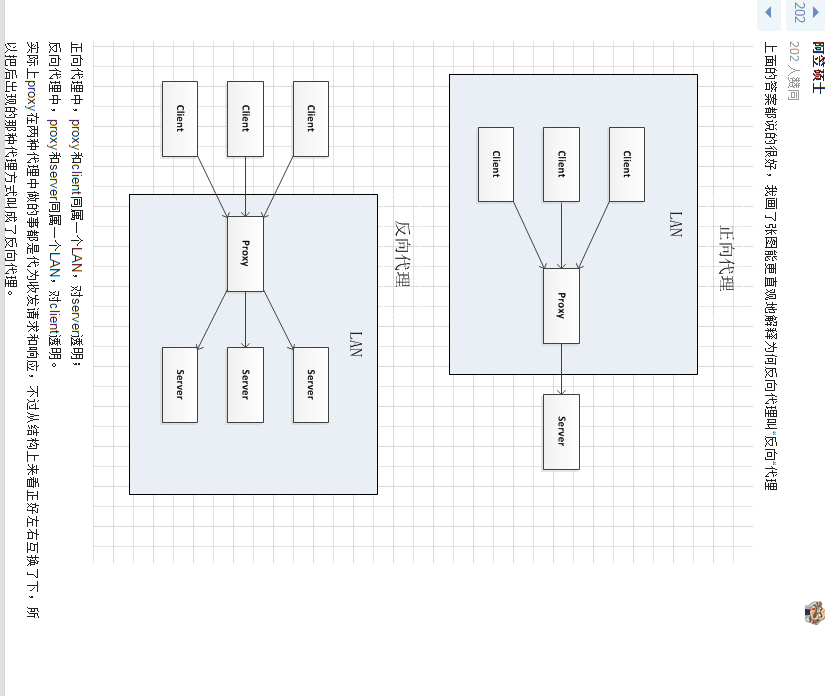 阿笠硕士
202
202 人赞同
上面的答案都说的很好，我画了张图能更直观地解释为何反向代理叫"反向"代理
正向代理
LAN
Client
Client
Client
Proxy
Server
反向代理
LAN
Client
Client
Client
Proxy
Server
Server
Server
正向代理中，proxy和client同属一个LAN，对server透明；
反向代理中，proxy和server同属一个LAN，对client透明。
实际上proxy在两种代理中做的事都是代为收发请求和响应，不过从结构上来看正好左右互换了下，所
以把后出现的那种代理方式叫成了反向代理。